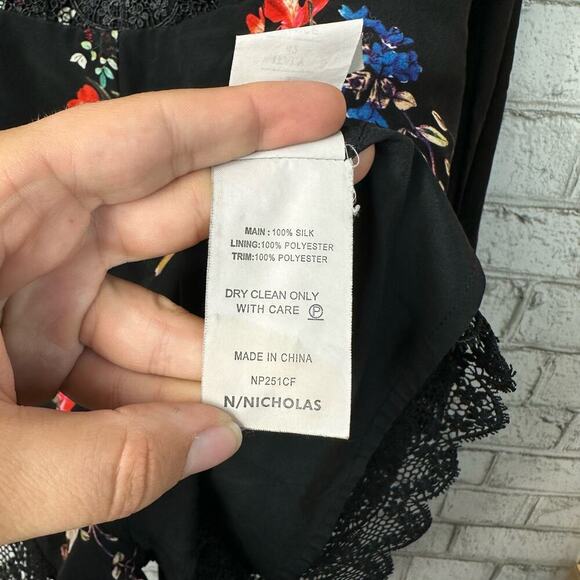 MAIN : 100% SILK
LINING:100% POLYESTER
TRIM:100% POLYESTER
DRY CLEAN ONLY
WITH CARE Ⓟ
MADE IN CHINA
NP251CF
N/NICHOLAS